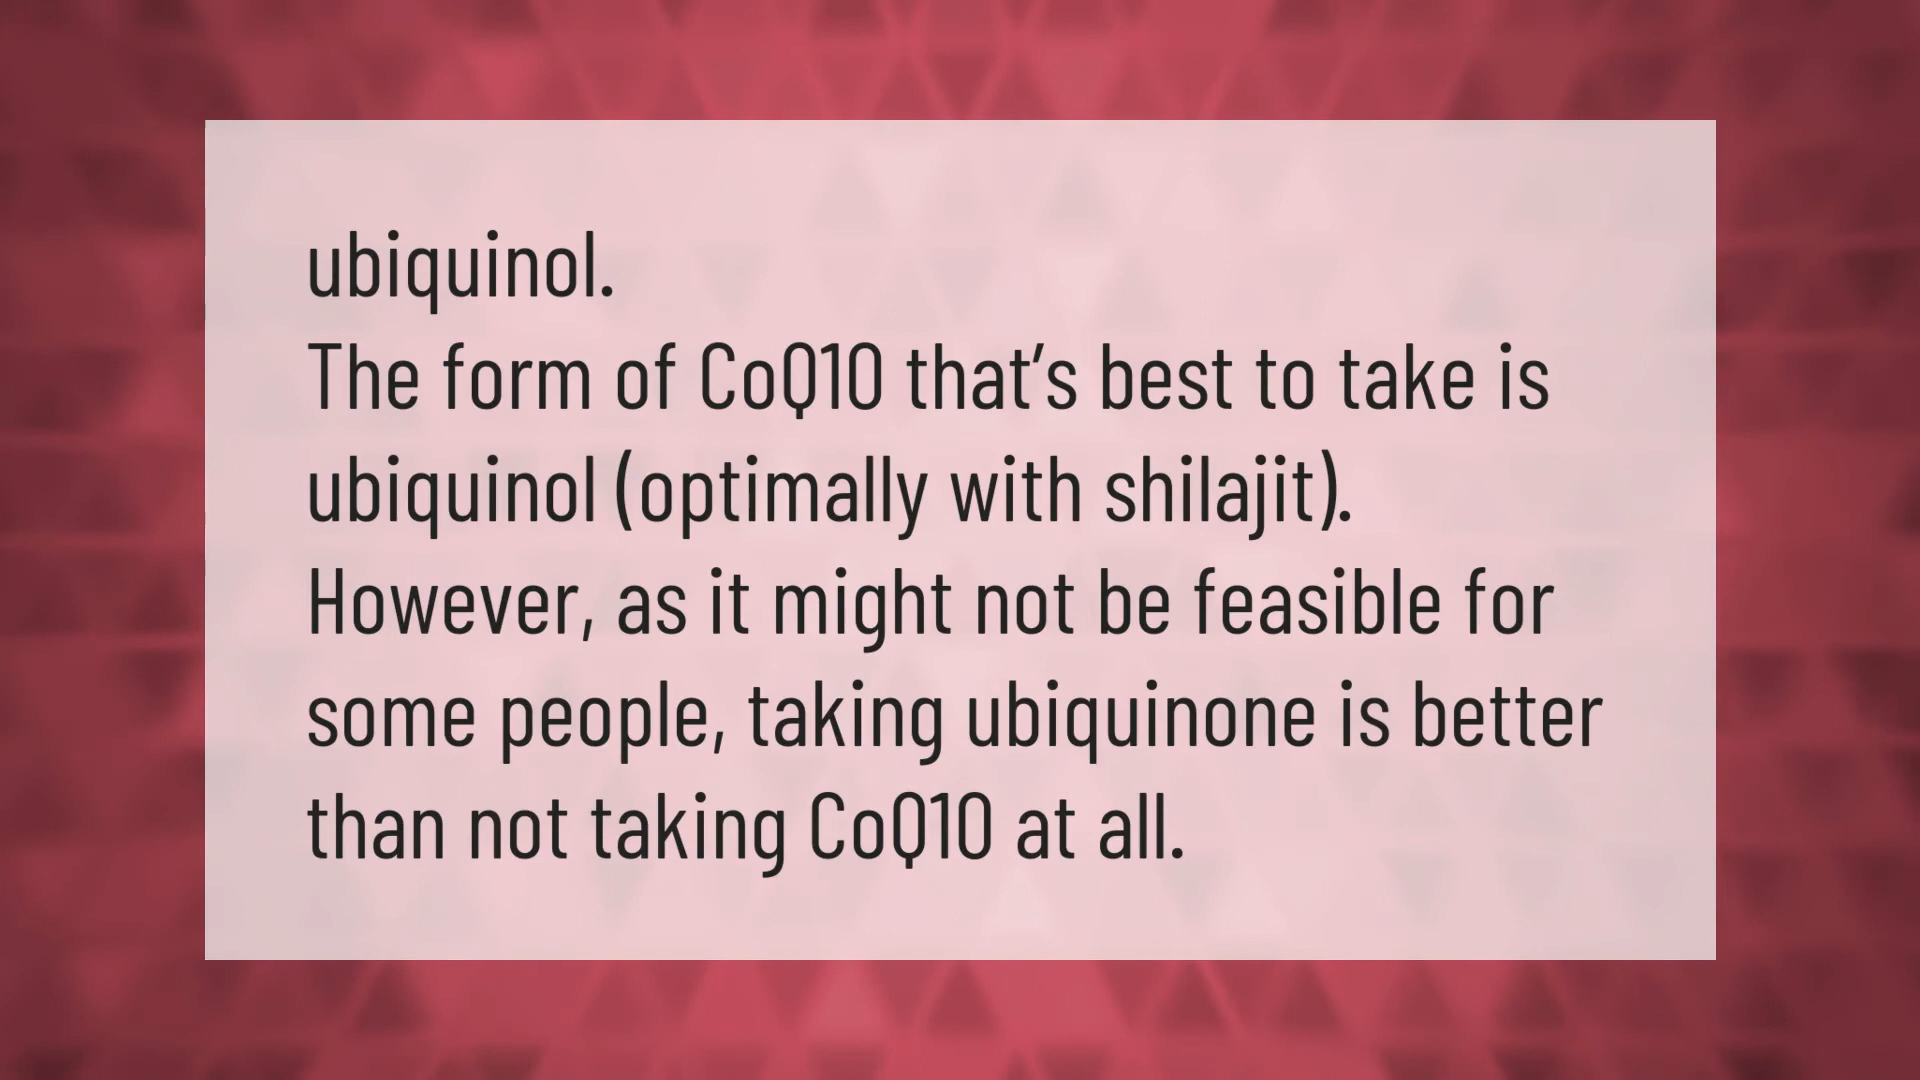 ubiquinol.
The form of CoQ10 that’s best to take is
ubiquinol (optimally with shilajit).
However, as it might not be feasible for
some people, taking ubiquinone is better
than not taking CoQ10 at all.